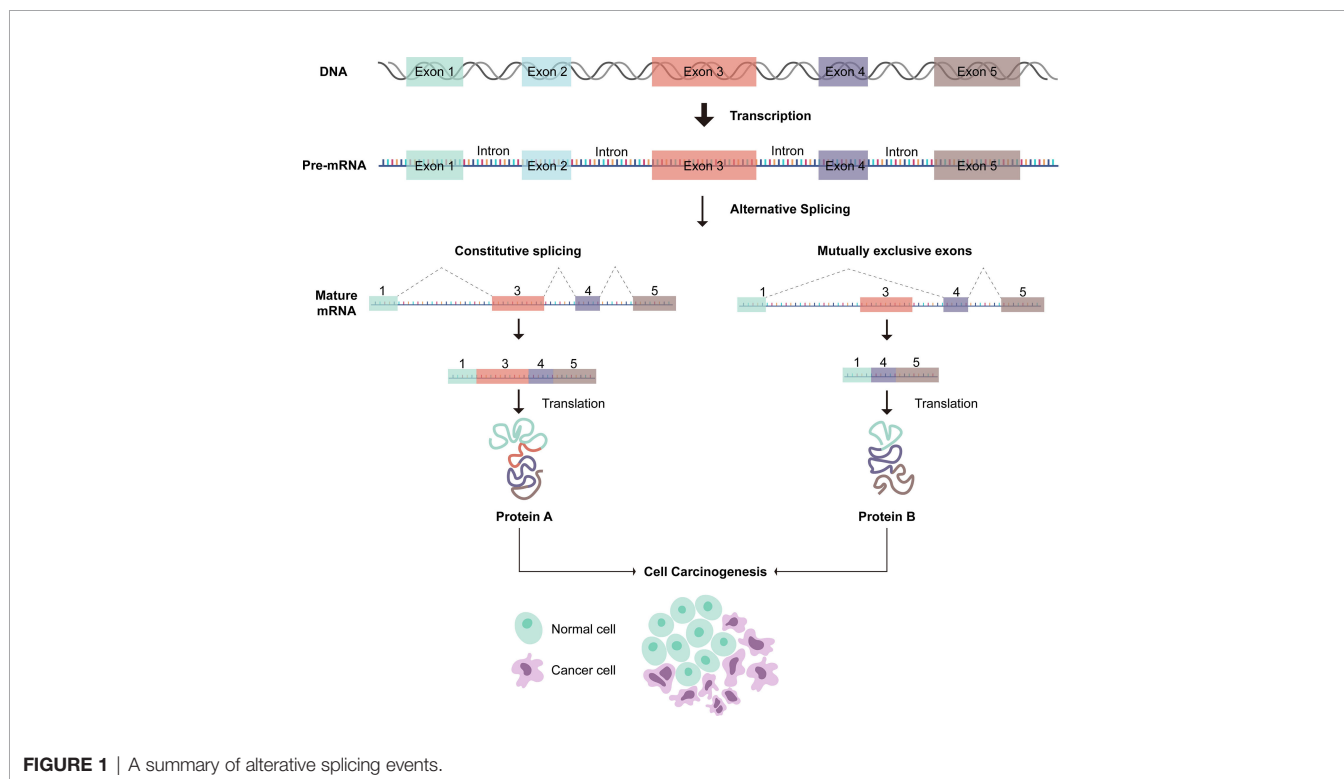 DNA
Exon 1
Exon 2
Exon 3
Exon 4
Exon 5
Transcription
Intron
Intron
Intron
Intron
Pre-mRNA
Exon 1
Exon 2
Exon 3
Exon 4
Exon 5
Alternative Splicing
Constitutive splicing
Mutually exclusive exons
Mature
mRNA
1
3
4
5
1
3
4
5
1
3
4
5
1
4
5
Translation
Translation
Protein A
Protein B
Cell Carcinogenesis
Normal cell
Cancer cell
FIGURE 1 | A summary of alterative splicing events.